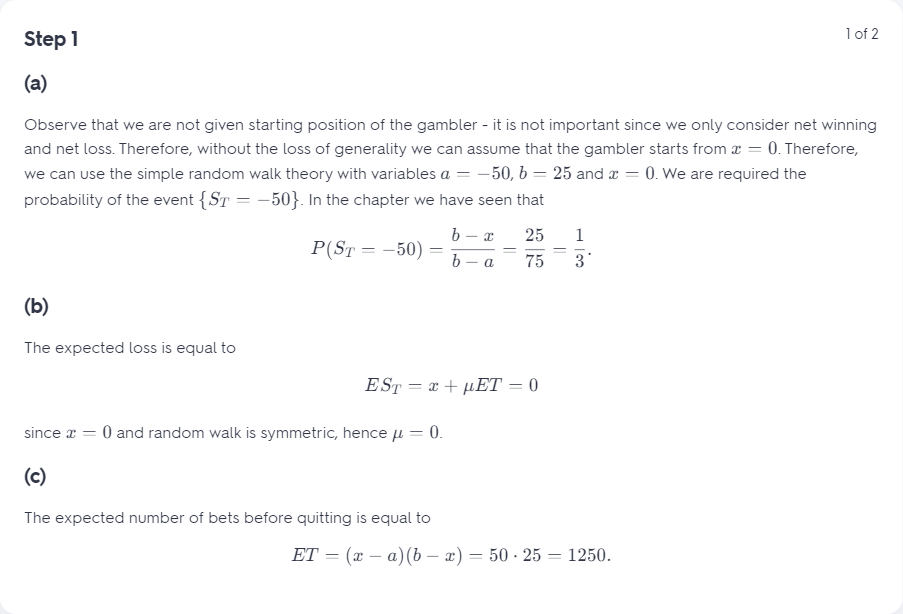 Step 1
1 of 2
(a)
Observe that we are not given starting position of the gambler - it is not important since we only consider net winning
and net loss. Therefore, without the loss of generality we can assume that the gambler starts from x = 0. Therefore,
we can use the simple random walk theory with variables a = −50, b = 25 and x = 0. We are required the
probability of the event {S_T = −50}. In the chapter we have seen that
P(S_T = −50) = \frac{b − x}{b − a} = \frac{25}{75} = \frac{1}{3}.
(b)
The expected loss is equal to
ES_T = x + μET = 0
since x = 0 and random walk is symmetric, hence μ = 0.
(c)
The expected number of bets before quitting is equal to
ET = (x − a)(b − x) = 50 · 25 = 1250.